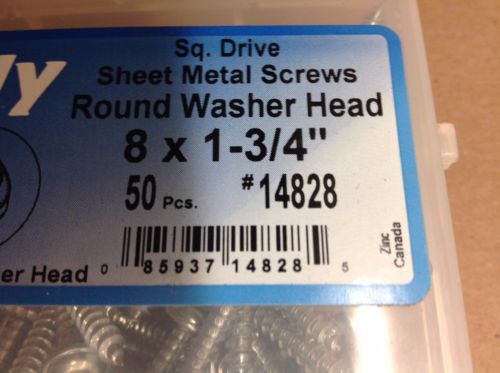 ly
Sq. Drive
Sheet Metal Screws
Round Washer Head
8 x 1-3/4"
50 Pcs. #14828
er Head
0 85937 14828 5
Zinc
Canada